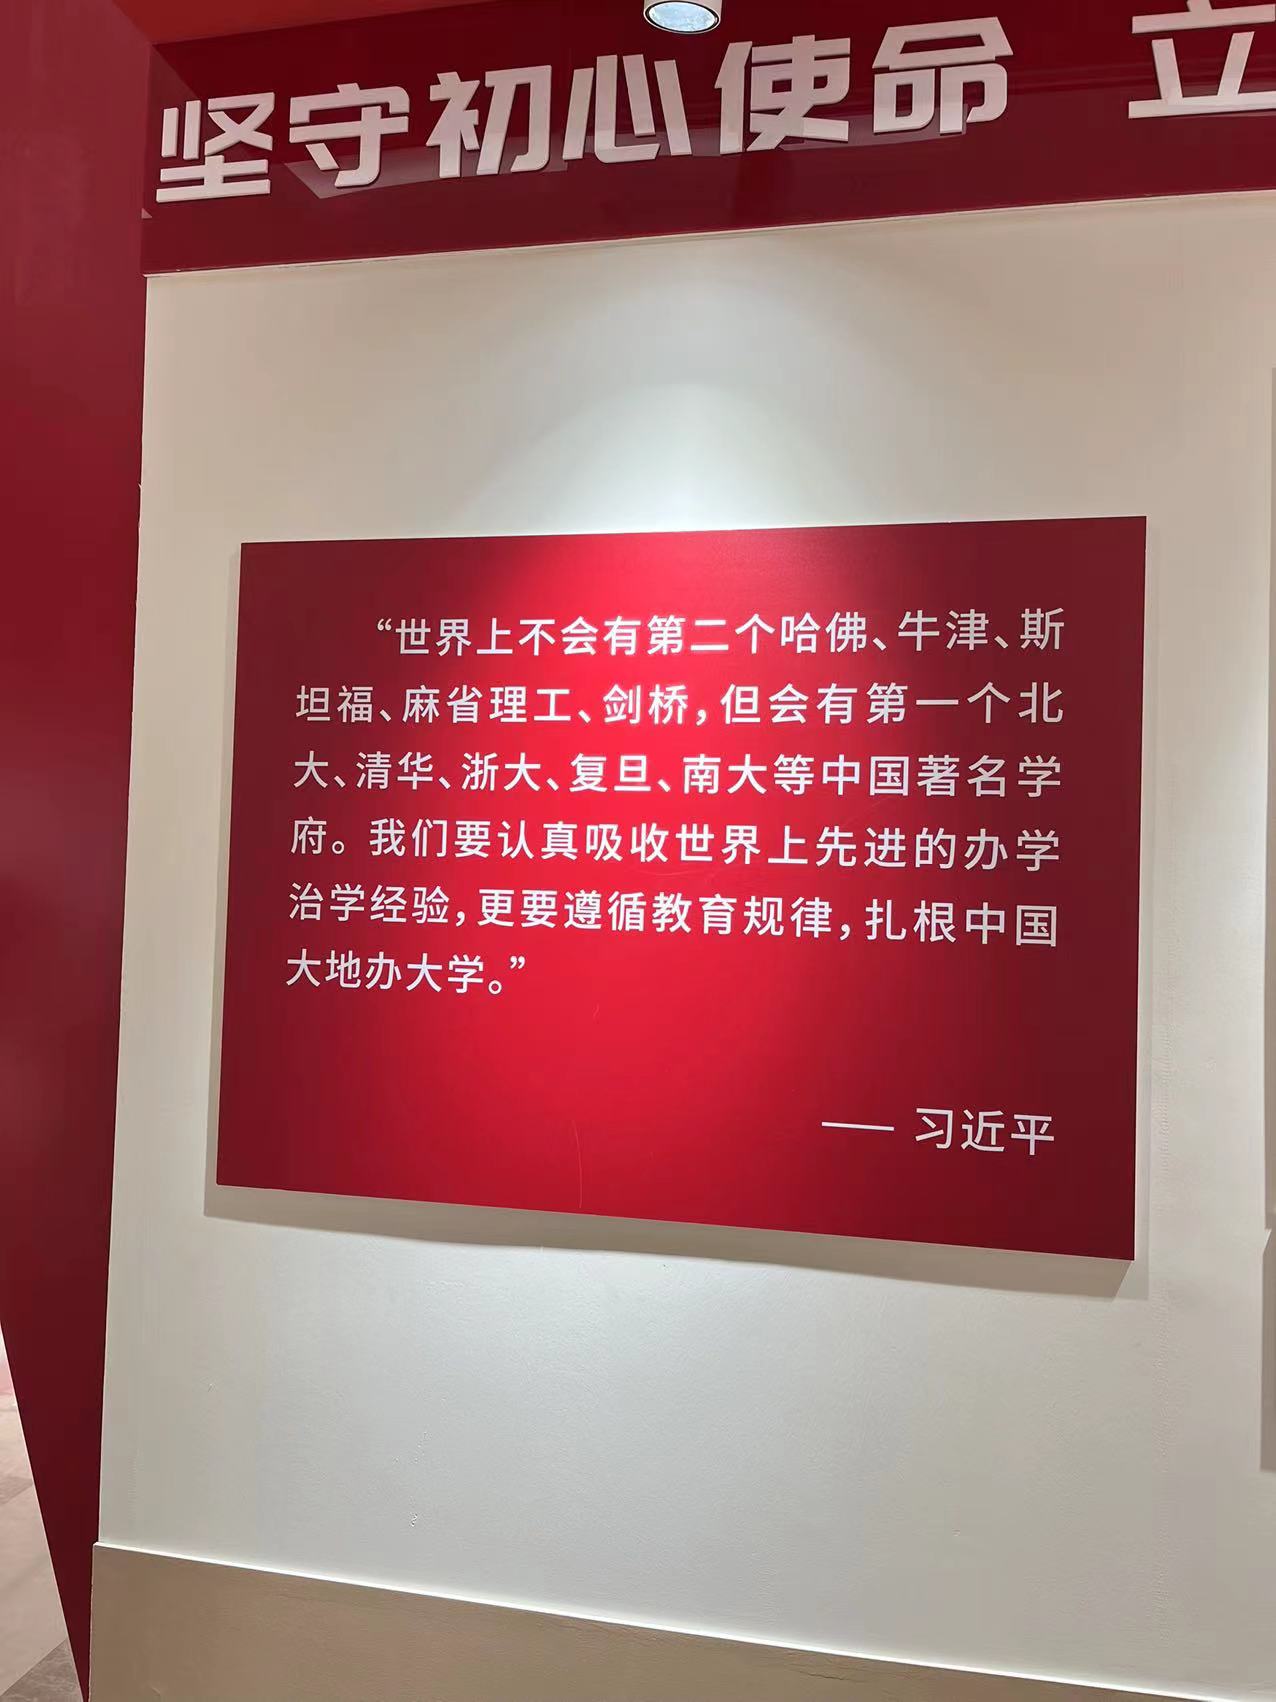 坚守初心使命 立
“世界上不会有第二个哈佛、牛津、斯
坦福、麻省理工、剑桥，但会有第一个北
大、清华、浙大、复旦、南大等中国著名学
府。我们要认真吸收世界上先进的办学
治学经验，更要遵循教育规律，扎根中国
大地办大学。”
—— 习近平